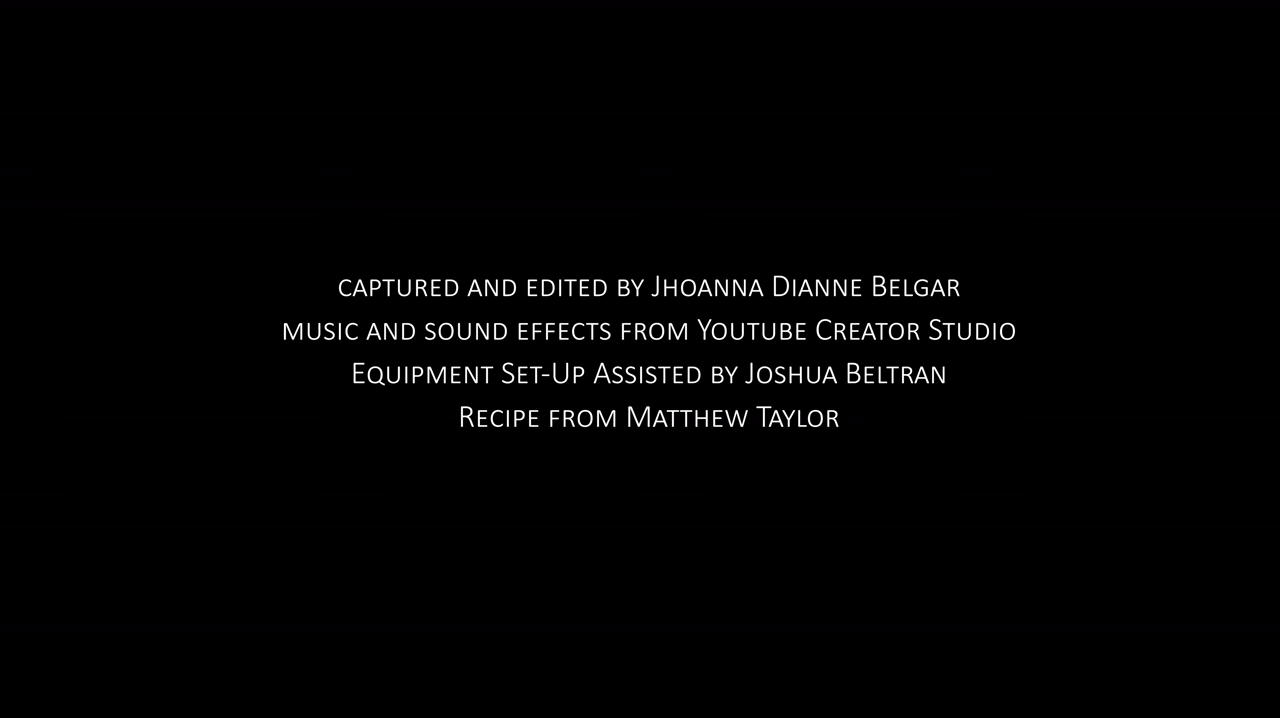 captured and edited by Jhoanna Dianne Belgar
music and sound effects from Youtube Creator Studio
Equipment Set-Up Assisted by Joshua Beltran
Recipe from Matthew Taylor